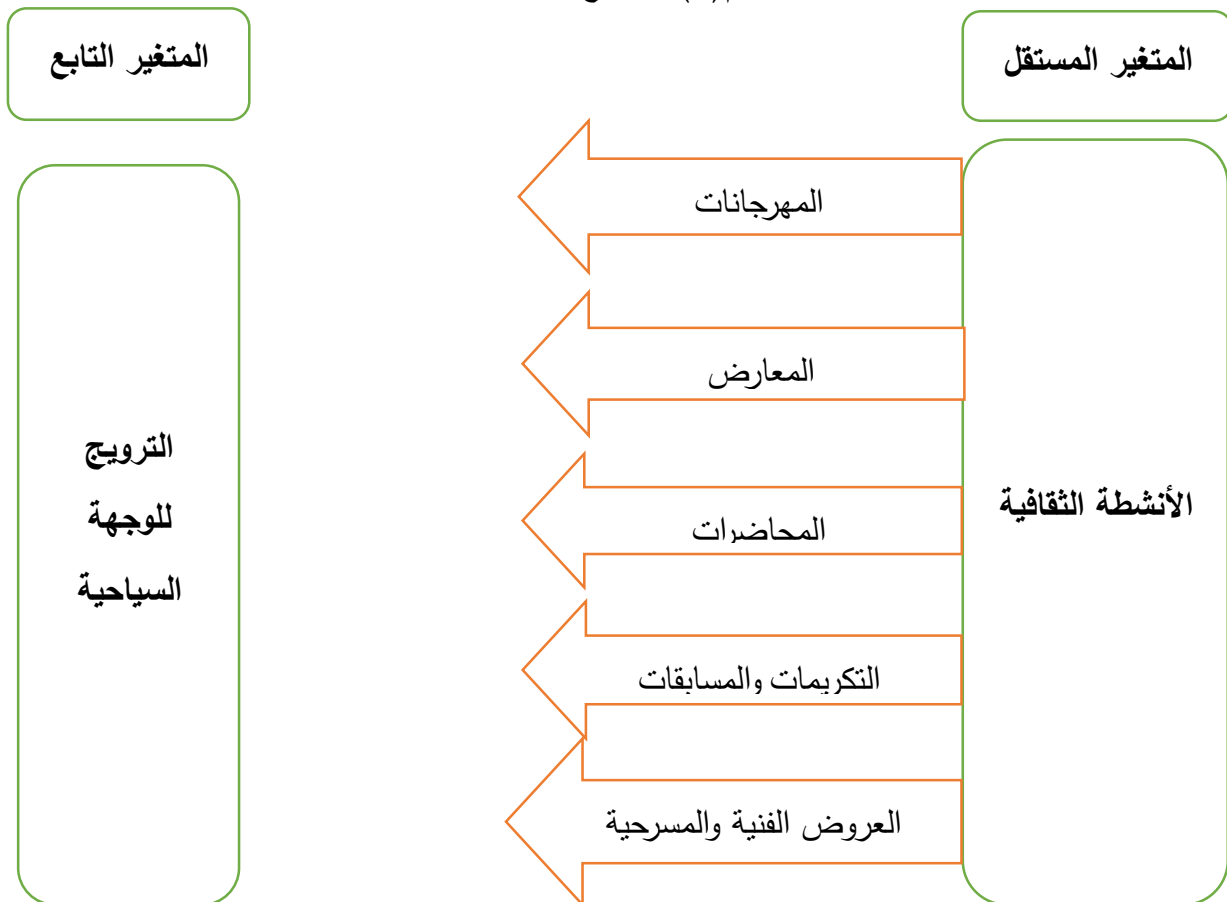 المتغير المستقل
المتغير التابع
المهرجانات
المعارض
المحاضرات
التكريمات والمسابقات
العروض الفنية والمسرحية
الأنشطة الثقافية
الترويج
للوجهة
السياحية